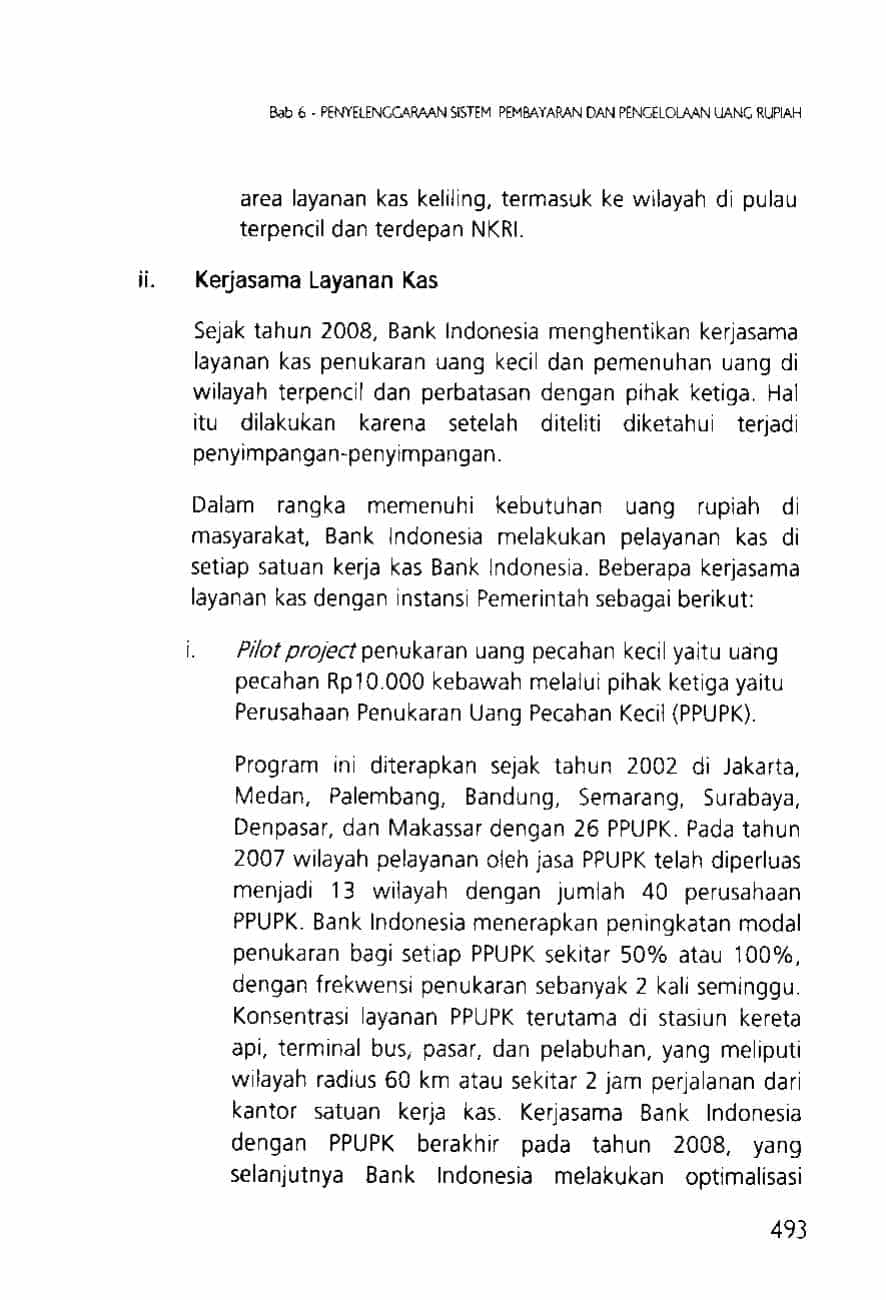 Bab 6 - PENYELENGGARAAN SISTEM PEMBAYARAN DAN PENGELOLAAN UANG RUPIAH
area layanan kas keliling, termasuk ke wilayah di pulau
terpencil dan terdepan NKRI.
ii. Kerjasama Layanan Kas
Sejak tahun 2008, Bank Indonesia menghentikan kerjasama
layanan kas penukaran uang kecil dan pemenuhan uang di
wilayah terpencil dan perbatasan dengan pihak ketiga. Hal
itu dilakukan karena setelah diteliti diketahui terjadi
penyimpangan-penyimpangan.
Dalam rangka memenuhi kebutuhan uang rupiah di
masyarakat, Bank Indonesia melakukan pelayanan kas di
setiap satuan kerja kas Bank Indonesia. Beberapa kerjasama
layanan kas dengan instansi Pemerintah sebagai berikut:
i. Pilot project penukaran uang pecahan kecil yaitu uang
pecahan Rp10.000 kebawah melalui pihak ketiga yaitu
Perusahaan Penukaran Uang Pecahan Kecil (PPUPK).
Program ini diterapkan sejak tahun 2002 di Jakarta,
Medan, Palembang, Bandung, Semarang, Surabaya,
Denpasar, dan Makassar dengan 26 PPUPK. Pada tahun
2007 wilayah pelayanan oleh jasa PPUPK telah diperluas
menjadi 13 wilayah dengan jumlah 40 perusahaan
PPUPK. Bank Indonesia menerapkan peningkatan modal
penukaran bagi setiap PPUPK sekitar 50% atau 100%,
dengan frekwensi penukaran sebanyak 2 kali seminggu.
Konsentrasi layanan PPUPK terutama di stasiun kereta
api, terminal bus, pasar, dan pelabuhan, yang meliputi
wilayah radius 60 km atau sekitar 2 jam perjalanan dari
kantor satuan kerja kas. Kerjasama Bank Indonesia
dengan PPUPK berakhir pada tahun 2008, yang
selanjutnya Bank Indonesia melakukan optimalisasi
493